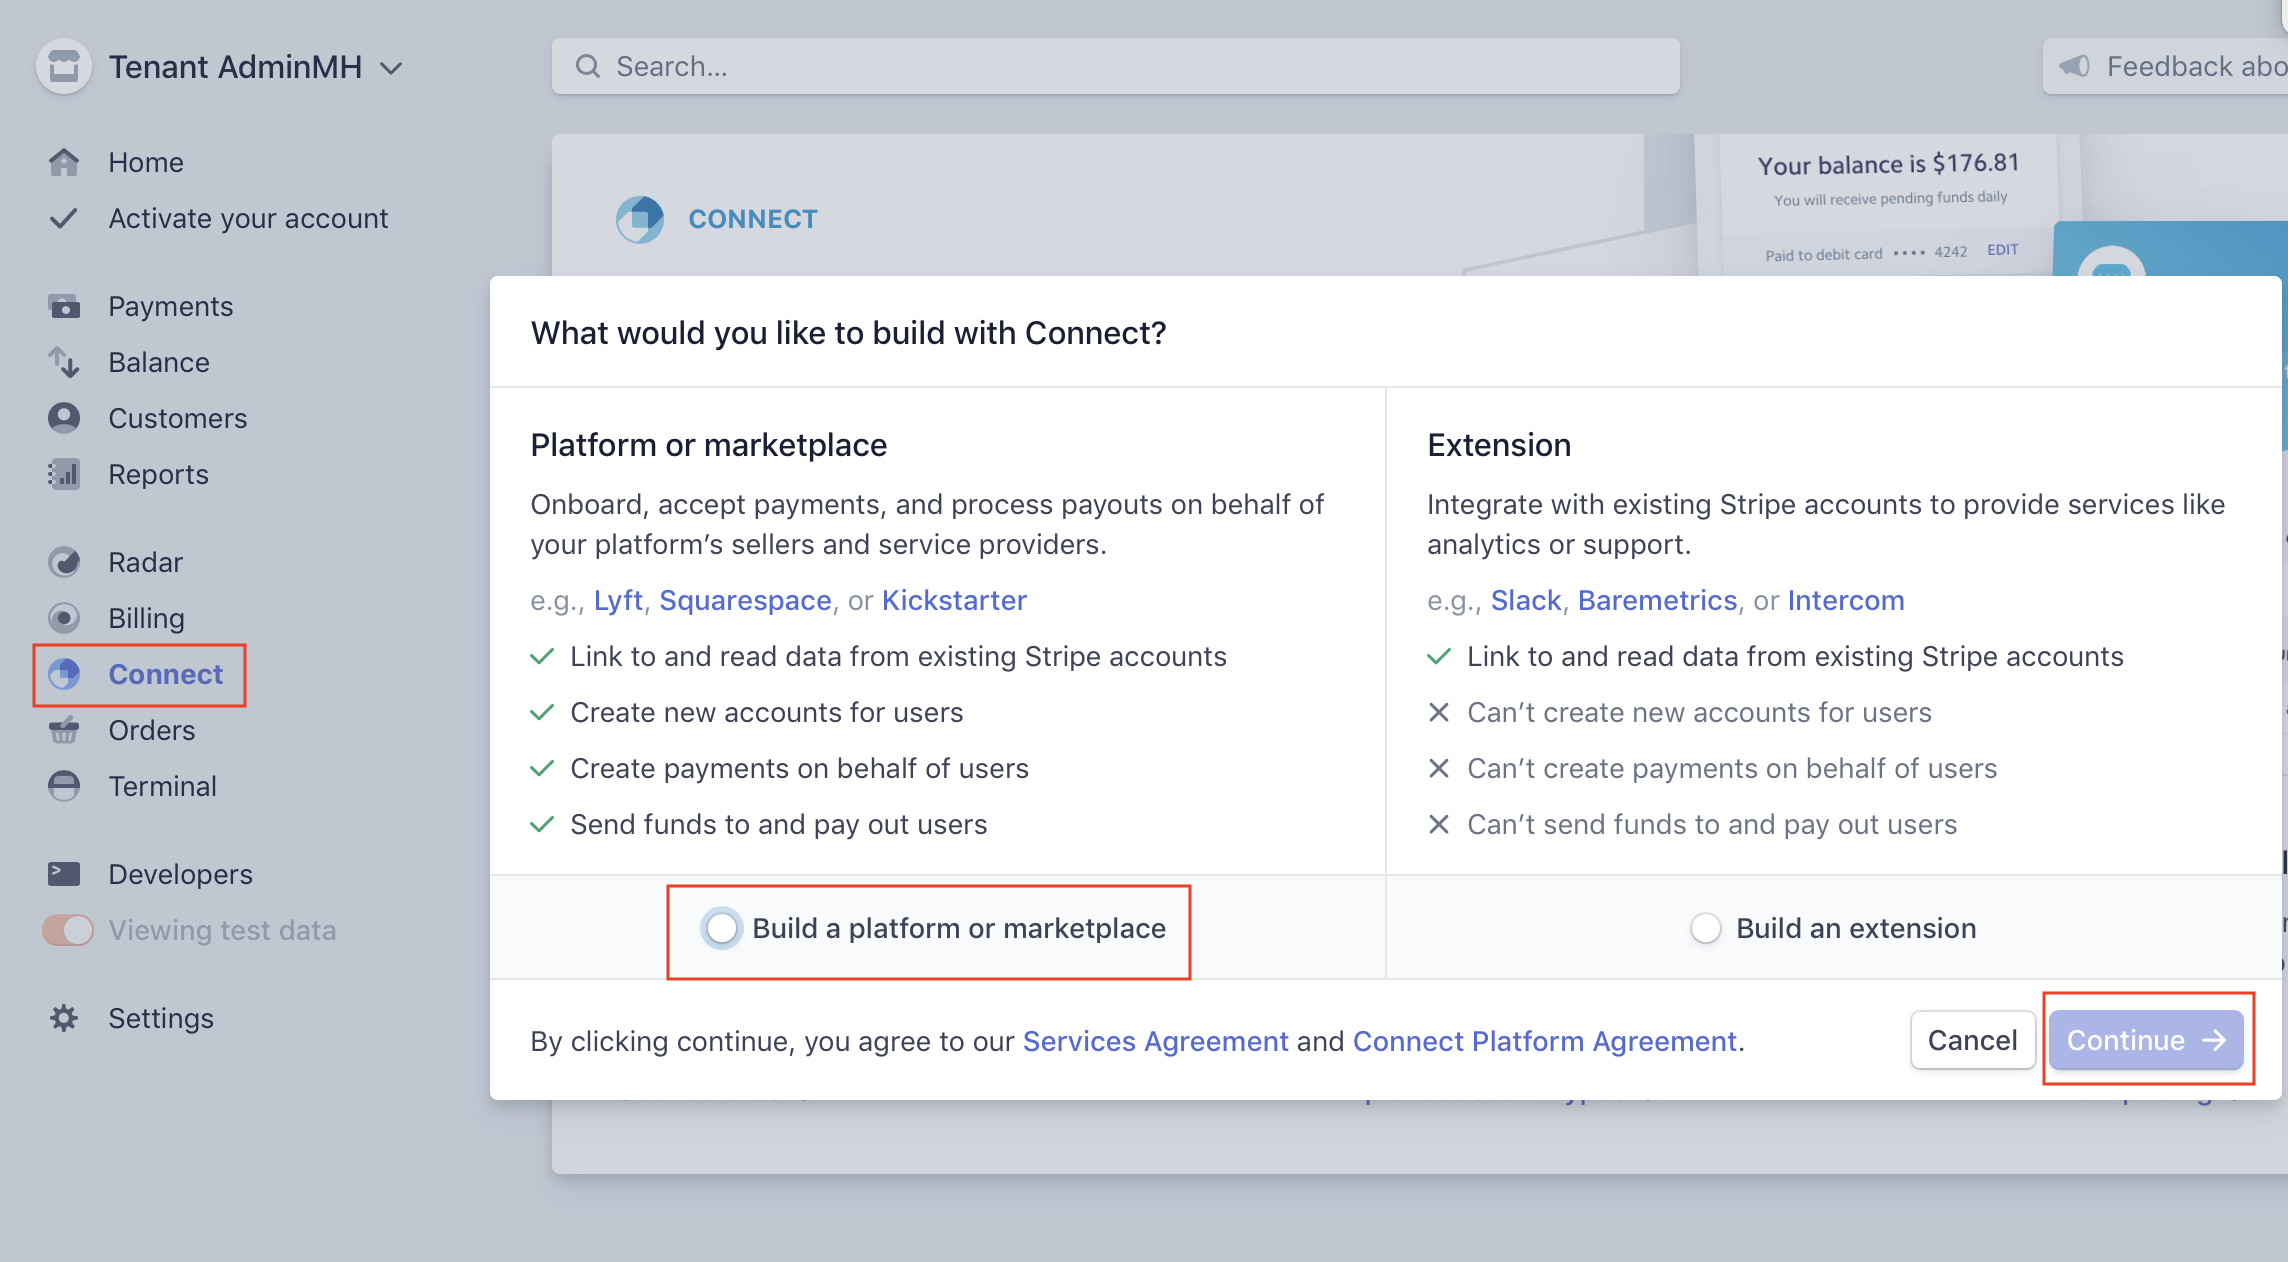 Tenant AdminMH
Search...
Feedback abo
Home
Activate your account
Payments
Balance
Customers
Reports
Radar
Billing
Connect
Orders
Terminal
Developers
Viewing test data
Settings
CONNECT
Your balance is $176.81
You will receive pending funds daily
Paid to debit card •••• 4242 EDIT
What would you like to build with Connect?
Platform or marketplace
Onboard, accept payments, and process payouts on behalf of
your platform’s sellers and service providers.
e.g., Lyft, Squarespace, or Kickstarter
Link to and read data from existing Stripe accounts
Create new accounts for users
Create payments on behalf of users
Send funds to and pay out users
Build a platform or marketplace
Extension
Integrate with existing Stripe accounts to provide services like
analytics or support.
e.g., Slack, Baremetrics, or Intercom
Link to and read data from existing Stripe accounts
Can’t create new accounts for users
Can’t create payments on behalf of users
Can’t send funds to and pay out users
Build an extension
By clicking continue, you agree to our Services Agreement and Connect Platform Agreement.
Cancel
Continue →